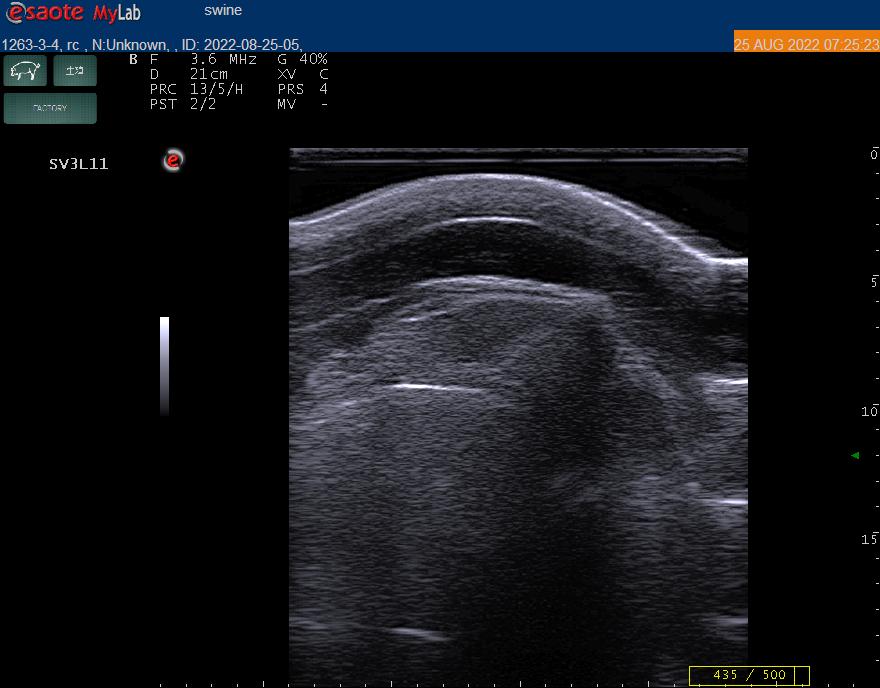 esaote MyLab
swine
1263-3-4, rc , N:Unknown, , ID: 2022-08-25-05,
25 AUG 2022 07:25:23
B F 3.6 MHz G 40%
D 21cm XV C
PRC 13/5/H PRS 4
PST 2/2 MV -
FACTORY
SV3L11
e
0
5
10
15
435 / 500